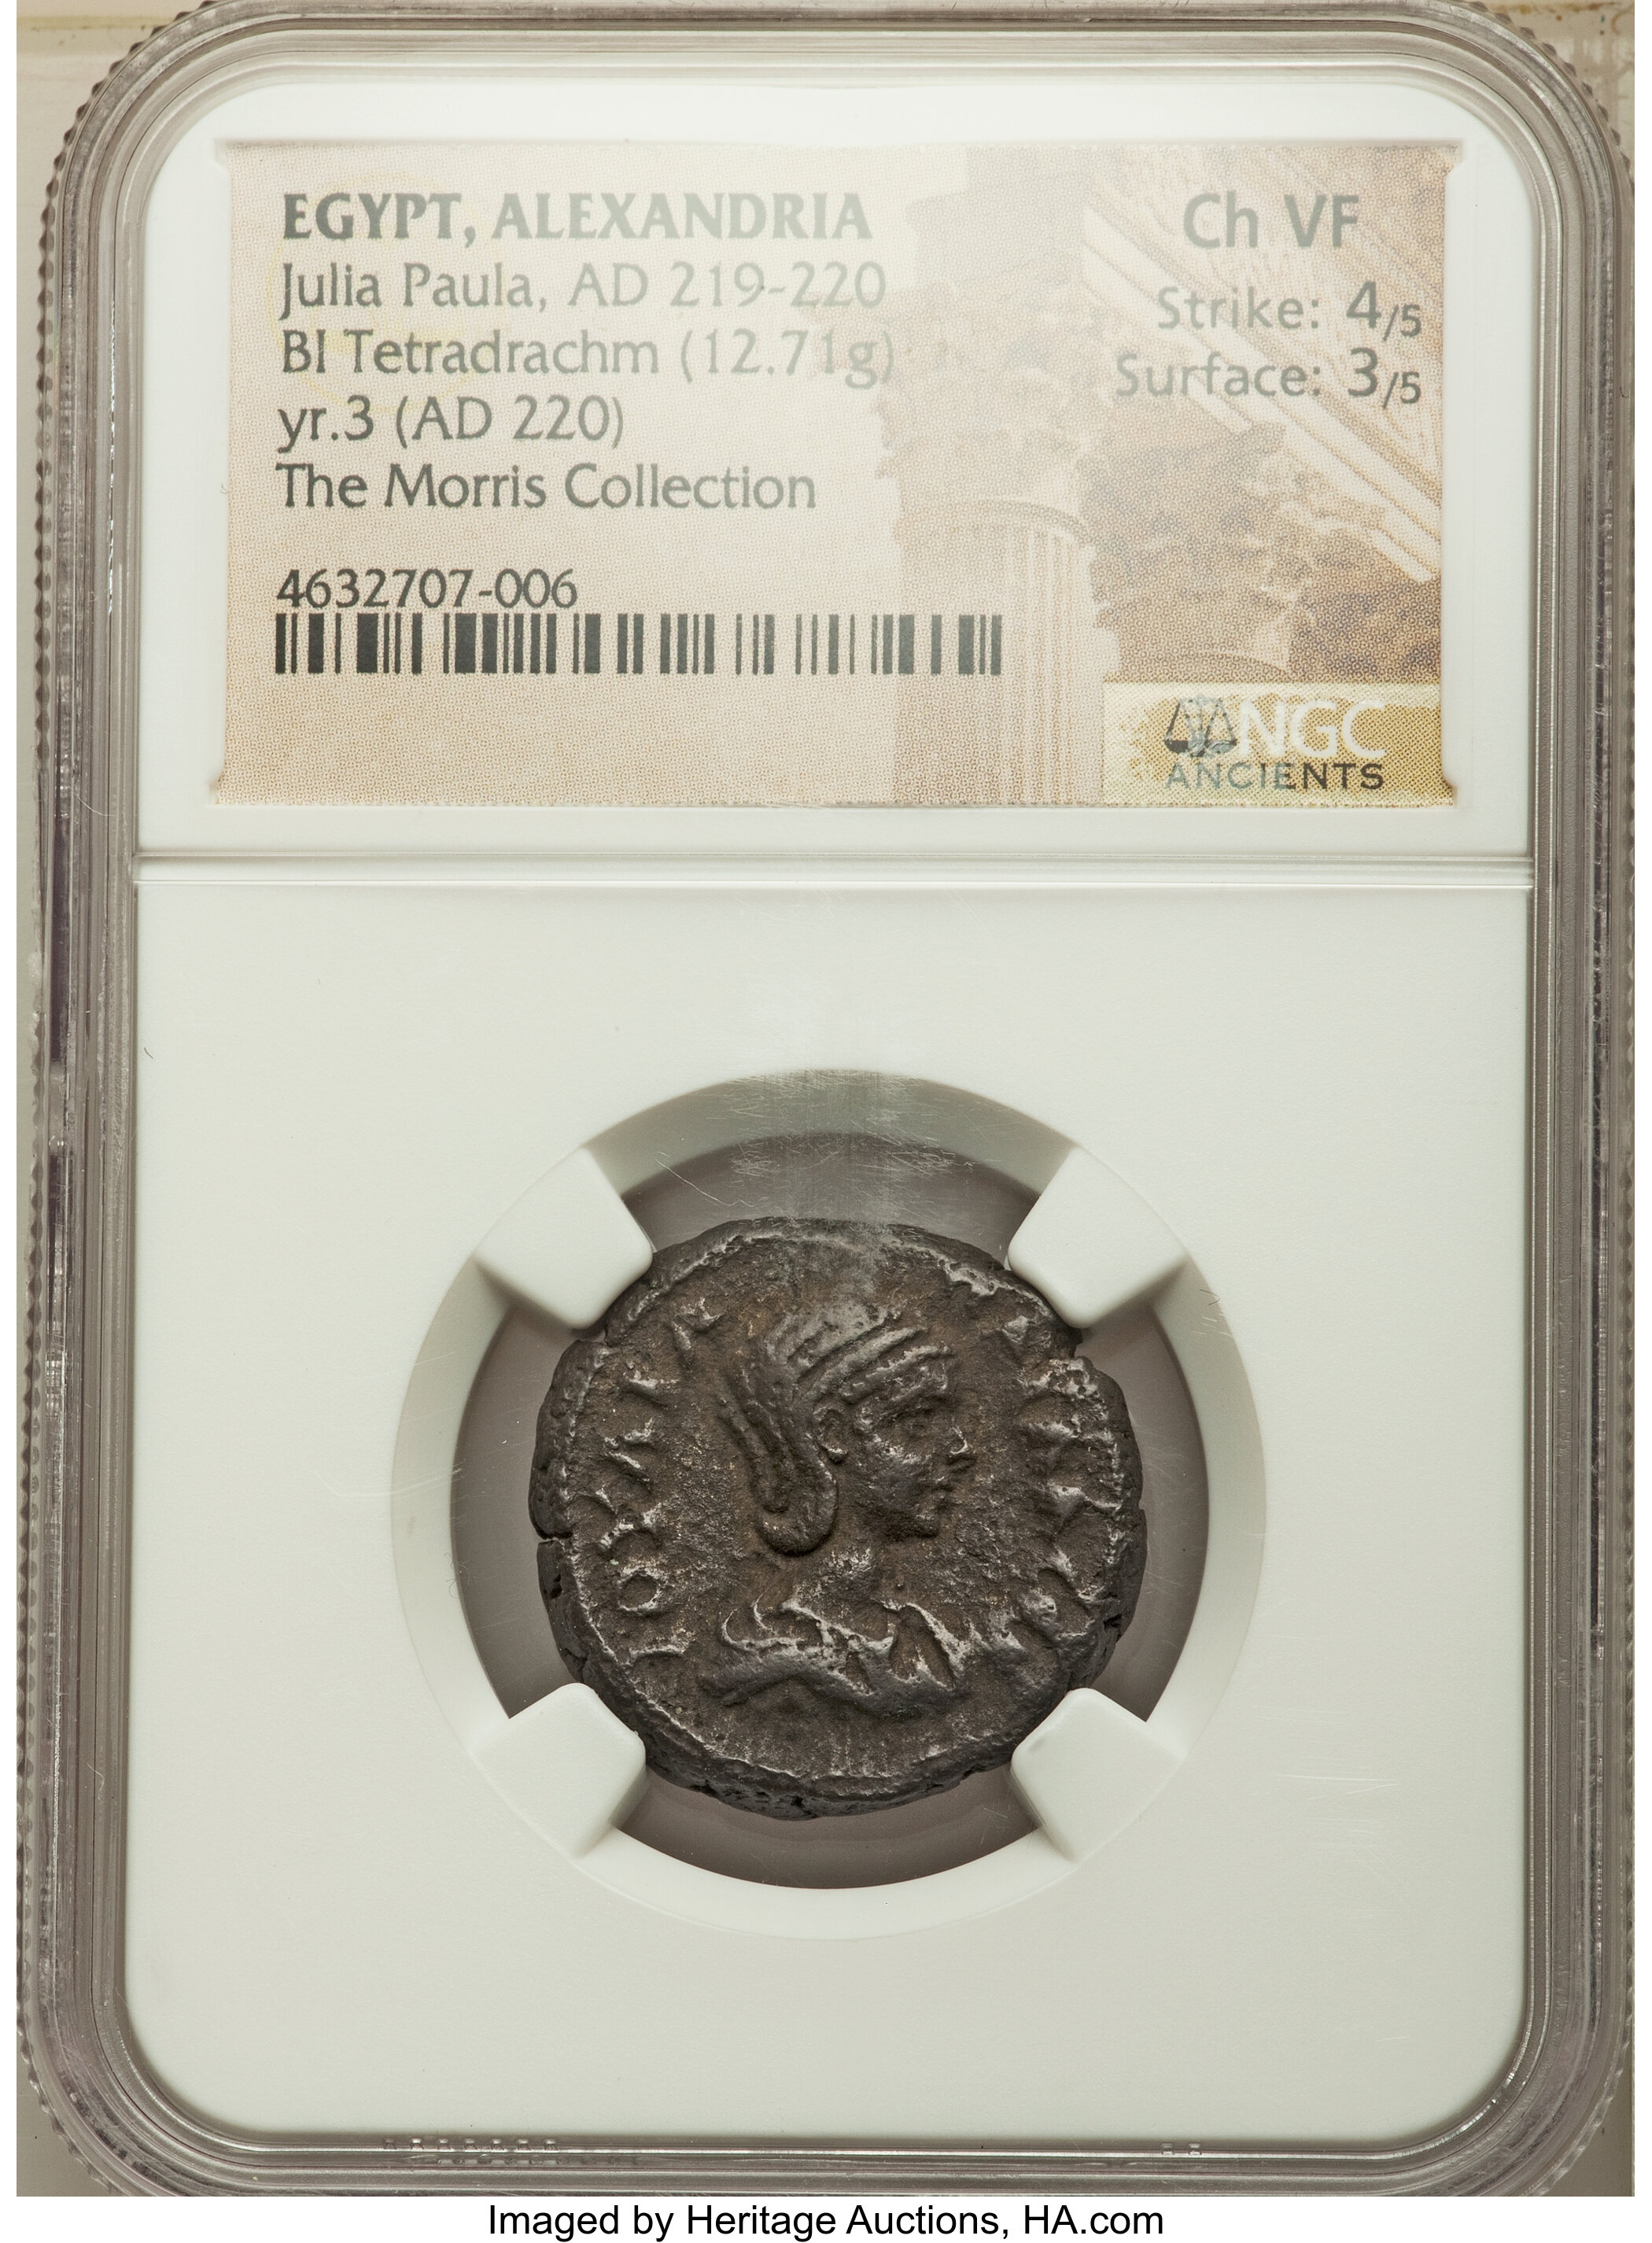 EGYPT, ALEXANDRIA
Julia Paula, AD 219-220
BI Tetradrachm (12.71g)
yr.3 (AD 220)
The Morris Collection
4632707-006
Ch VF
Strike: 4/5
Surface: 3/5
NGC
ANCIENTS
Imaged by Heritage Auctions, HA.com